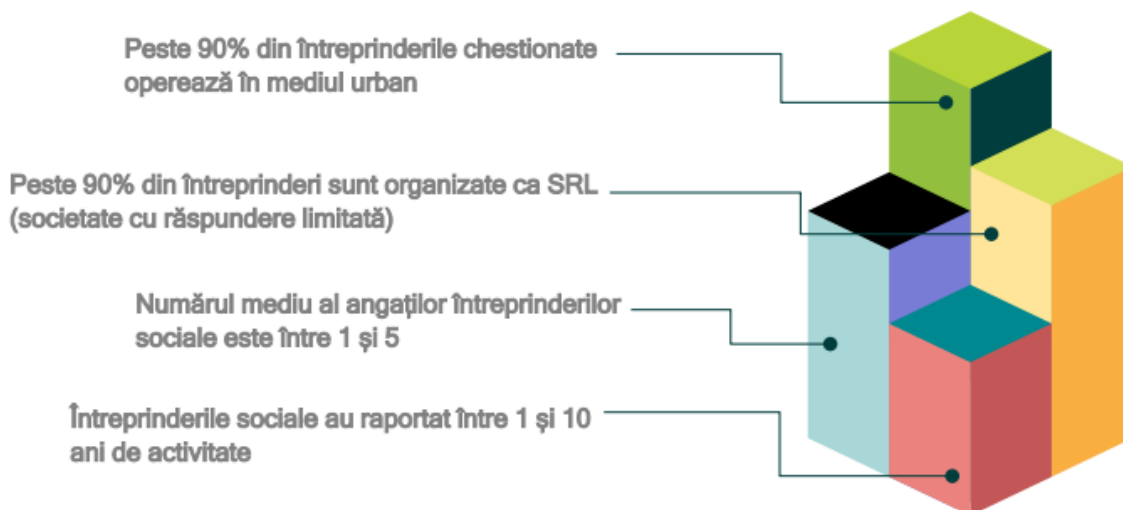 Peste 90% din întreprinderile chestionate
operează în mediul urban
Peste 90% din întreprinderi sunt organizate ca SRL
(societate cu răspundere limitată)
Numărul mediu al angaților întreprinderilor
sociale este între 1 și 5
Întreprinderile sociale au raportat între 1 și 10
ani de activitate